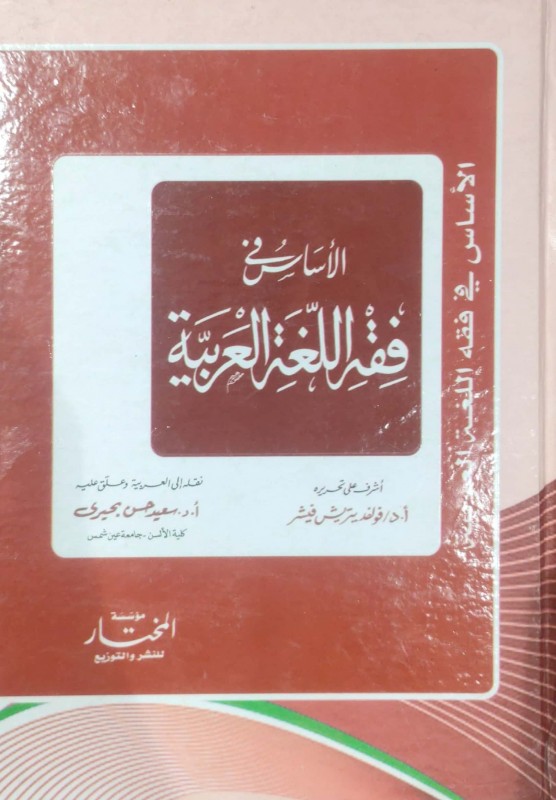 الأساس في
فقه اللغة العربية
أشرف على تحريره
أ.د/فولفديتريش فيشر
نقله إلى العربية وعلق عليه
أ.د.سعيد حسن بحيرى
كلية الألسن . جامعة عين شمس
مؤسسة
المختار
للنشر والتوزيع
الأساس في فقه اللغة العربية